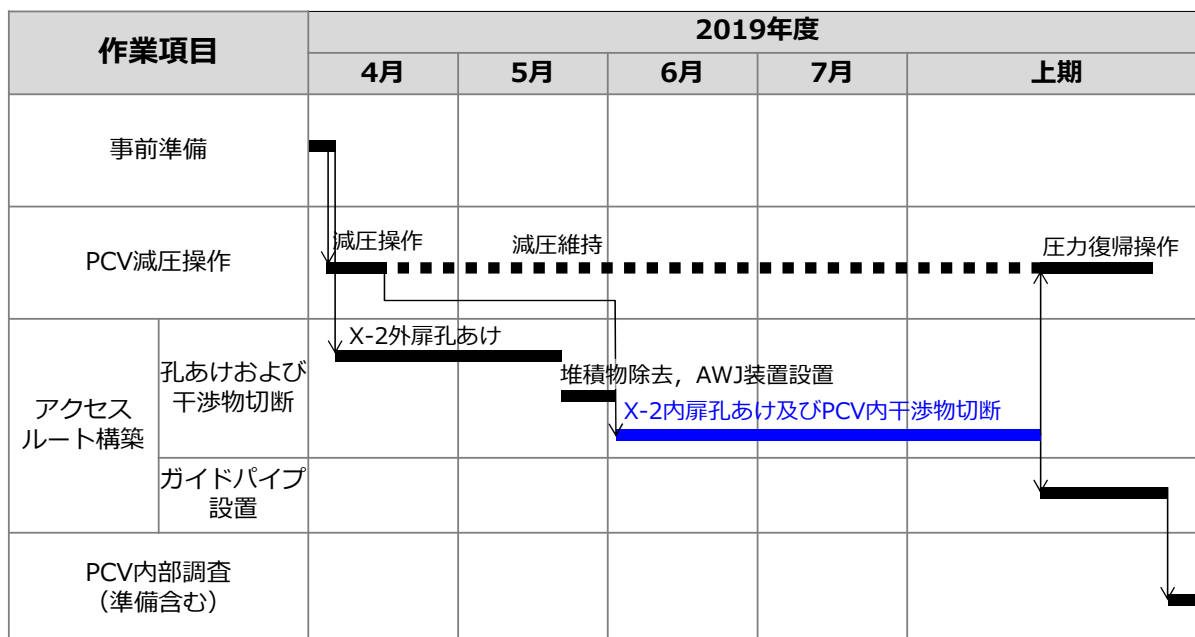 作業項目
2019年度
4月
5月
6月
7月
上期
事前準備
PCV減圧操作
減圧操作
減圧維持
圧力復帰操作
アクセス
ルート構築
孔あけおよび
干渉物切断
X-2外扉孔あけ
堆積物除去，AWJ装置設置
X-2内扉孔あけ及びPCV内干渉物切断
ガイドパイプ
設置
PCV内部調査
（準備含む）